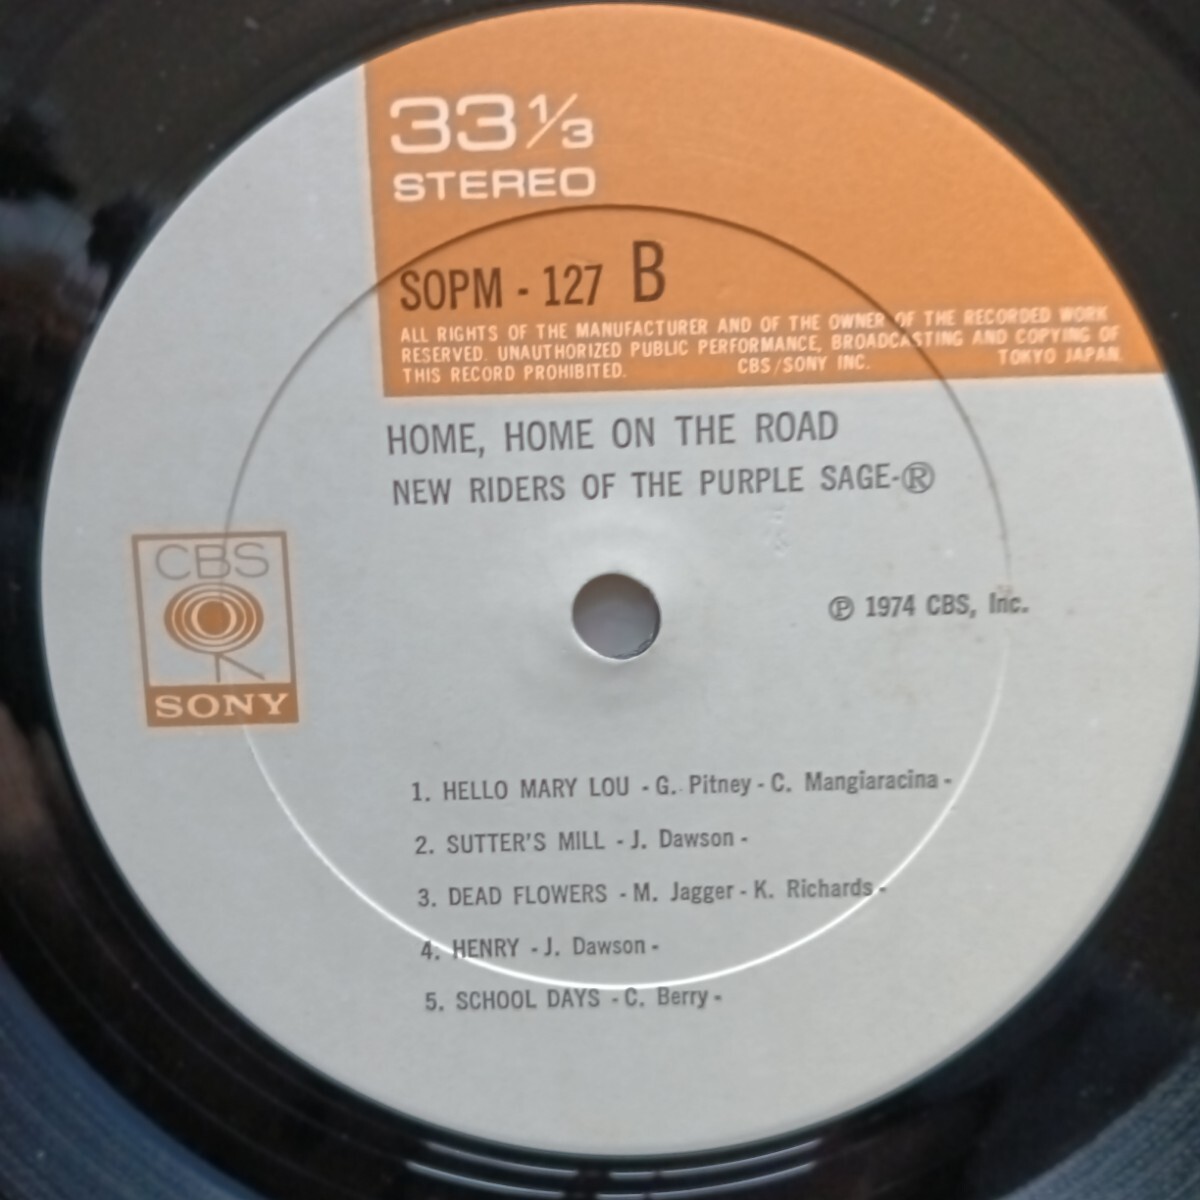 33 1/3
STEREO
SOPM - 127 B
ALL RIGHTS OF THE MANUFACTURER AND OF THE OWNER OF THE RECORDED WORK
RESERVED. UNAUTHORIZED PUBLIC PERFORMANCE, BROADCASTING AND COPYING OF
THIS RECORD PROHIBITED. CBS/SONY INC. TOKYO JAPAN.
HOME, HOME ON THE ROAD
NEW RIDERS OF THE PURPLE SAGE-®
CBS
SONY
℗ 1974 CBS, Inc.
1. HELLO MARY LOU - G. Pitney - C. Mangiaracina -
2. SUTTER'S MILL - J. Dawson -
3. DEAD FLOWERS - M. Jagger - K. Richards -
4. HENRY - J. Dawson -
5. SCHOOL DAYS - C. Berry -